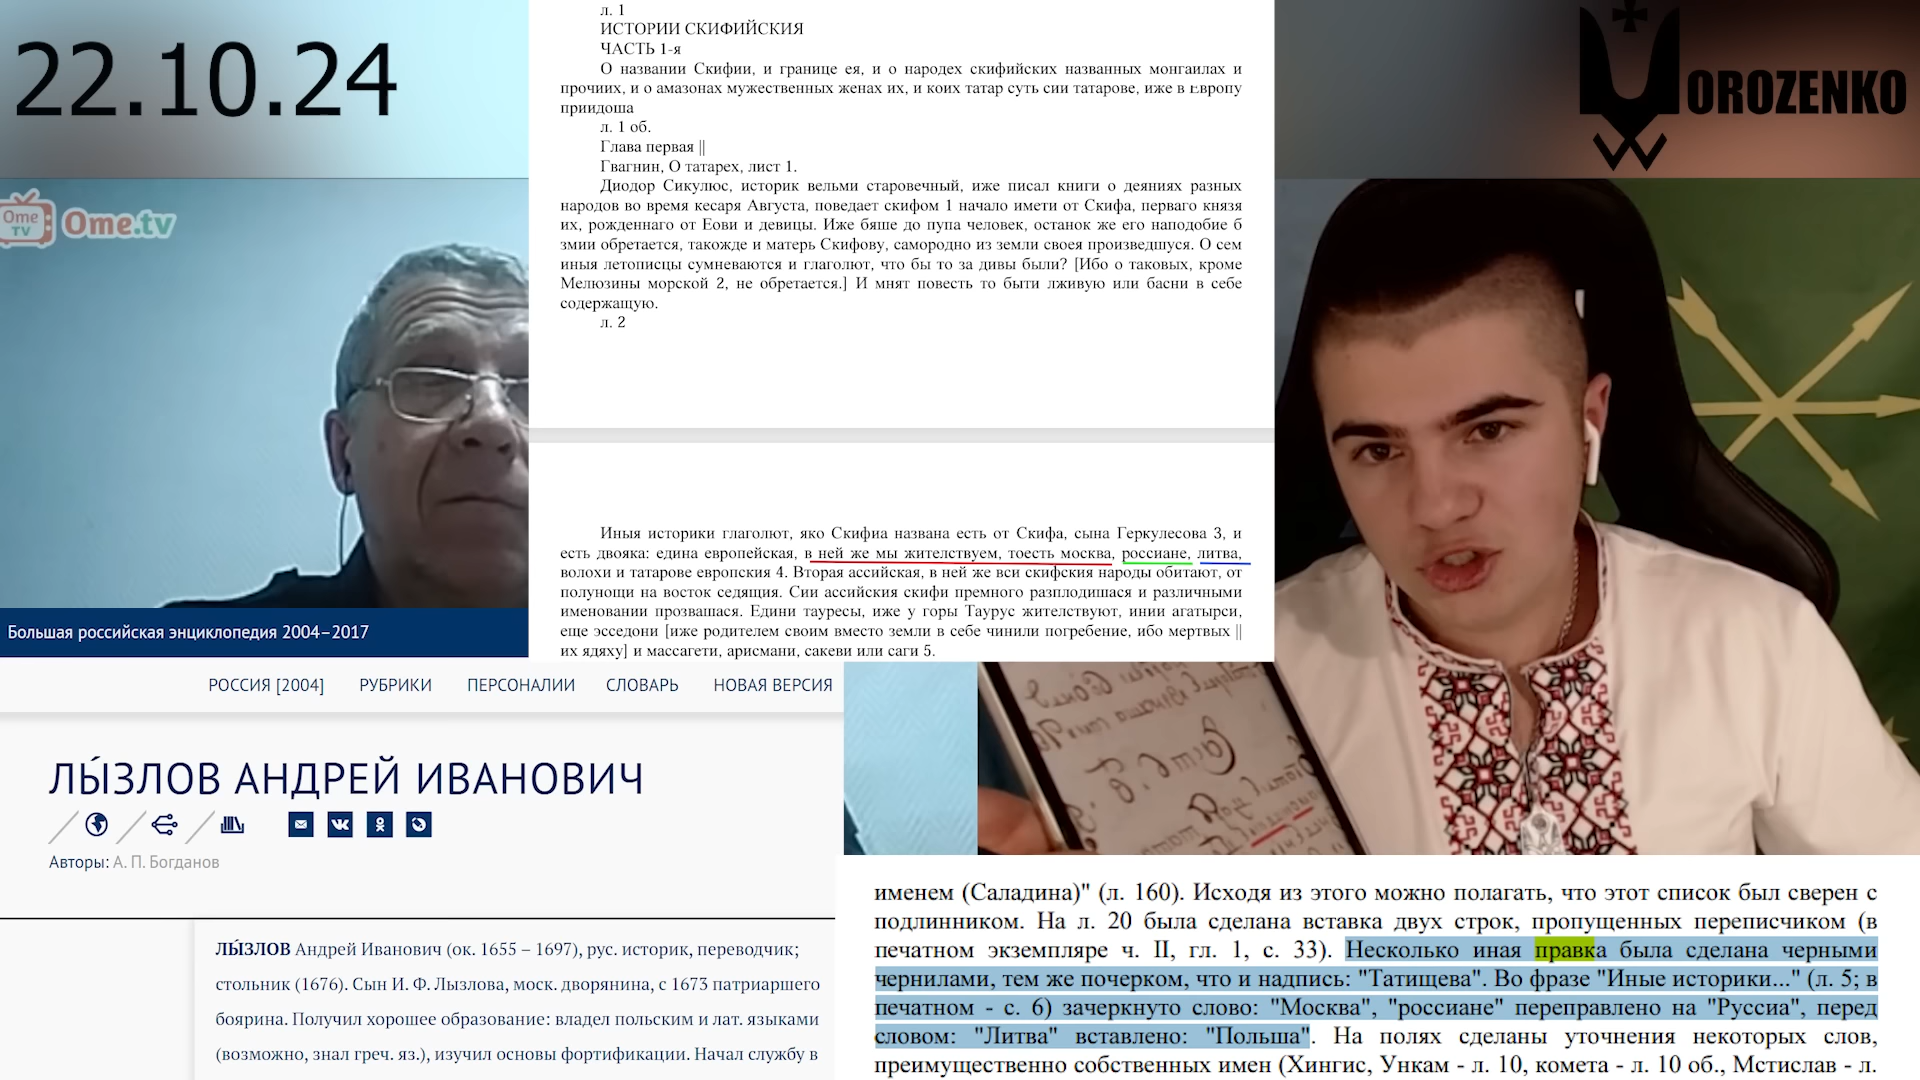 22.10.24
Ome
TV
Ome.tv
OROZENKO
л. 1
ИСТОРИИ СКИФИЙСКИЯ
ЧАСТЬ 1-я
О названии Скифии, и границе ея, и о народех скифийских названных монгаилах и
прочиих, и о амазонах мужественных женах их, и коих татар суть сии татарове, иже в Европу
приидоша
л. 1 об.
Глава первая ||
Гвагнин, О татарех, лист 1.
Диодор Сикулюс, историк вельми старовечный, иже писал книги о деяниях разных
народов во время кесаря Августа, поведает скифом 1 начало имети от Скифа, перваго князя
их, рожденнаго от Еови и девицы. Иже бяше до пупа человек, останок же его наподобие б
змии обретается, такожде и матерь Скифову, самородно из земли своея произведшуся. О сем
иныя летописцы сумневаются и глаголют, что бы то за дивы были? [Ибо о таковых, кроме
Мелюзины морской 2, не обретается.] И мнят повесть то быти лживую или басни в себе
содержащую.
л. 2
Иныя историки глаголют, яко Скифиа названа есть от Скифа, сына Геркулесова 3, и
есть двояка: едина европейская, в ней же мы жителствуем, тоесть москва, россиане, литва,
волохи и татарове европския 4. Вторая ассийская, в ней же вси скифския народы обитают, от
полунощи на восток седящия. Сии ассийския скифи премного разплодишася и различными
именовании прозвашася. Едини тауресы, иже у горы Таурус жителствуют, инии агатырси,
еще эсседони [иже родителем своим вместо земли в себе чинили погребение, ибо мертвых ||
их ядяху] и массагети, арисмани, сакеви или саги 5.
Большая российская энциклопедия 2004–2017
РОССИЯ [2004] РУБРИКИ ПЕРСОНАЛИИ СЛОВАРЬ НОВАЯ ВЕРСИЯ
ЛЫ́ЗЛОВ АНДРЕЙ ИВАНОВИЧ
Авторы: А. П. Богданов
ЛЫ́ЗЛОВ Андрей Иванович (ок. 1655 – 1697), рус. историк, переводчик;
стольник (1676). Сын И. Ф. Лызлова, моск. дворянина, с 1673 патриаршего
боярина. Получил хорошее образование: владел польским и лат. языками
(возможно, знал греч. яз.), изучил основы фортификации. Начал службу в
именем (Саладина)" (л. 160). Исходя из этого можно полагать, что этот список был сверен с
подлинником. На л. 20 была сделана вставка двух строк, пропущенных переписчиком (в
печатном экземпляре ч. II, гл. 1, с. 33). Несколько иная правка была сделана черными
чернилами, тем же почерком, что и надпись: "Татищева". Во фразе "Иные историки..." (л. 5; в
печатном - с. 6) зачеркнуто слово: "Москва", "россиане" переправлено на "Руссиа", перед
словом: "Литва" вставлено: "Польша". На полях сделаны уточнения некоторых слов,
преимущественно собственных имен (Хингис, Ункам - л. 10, комета - л. 10 об., Мстислав - л.